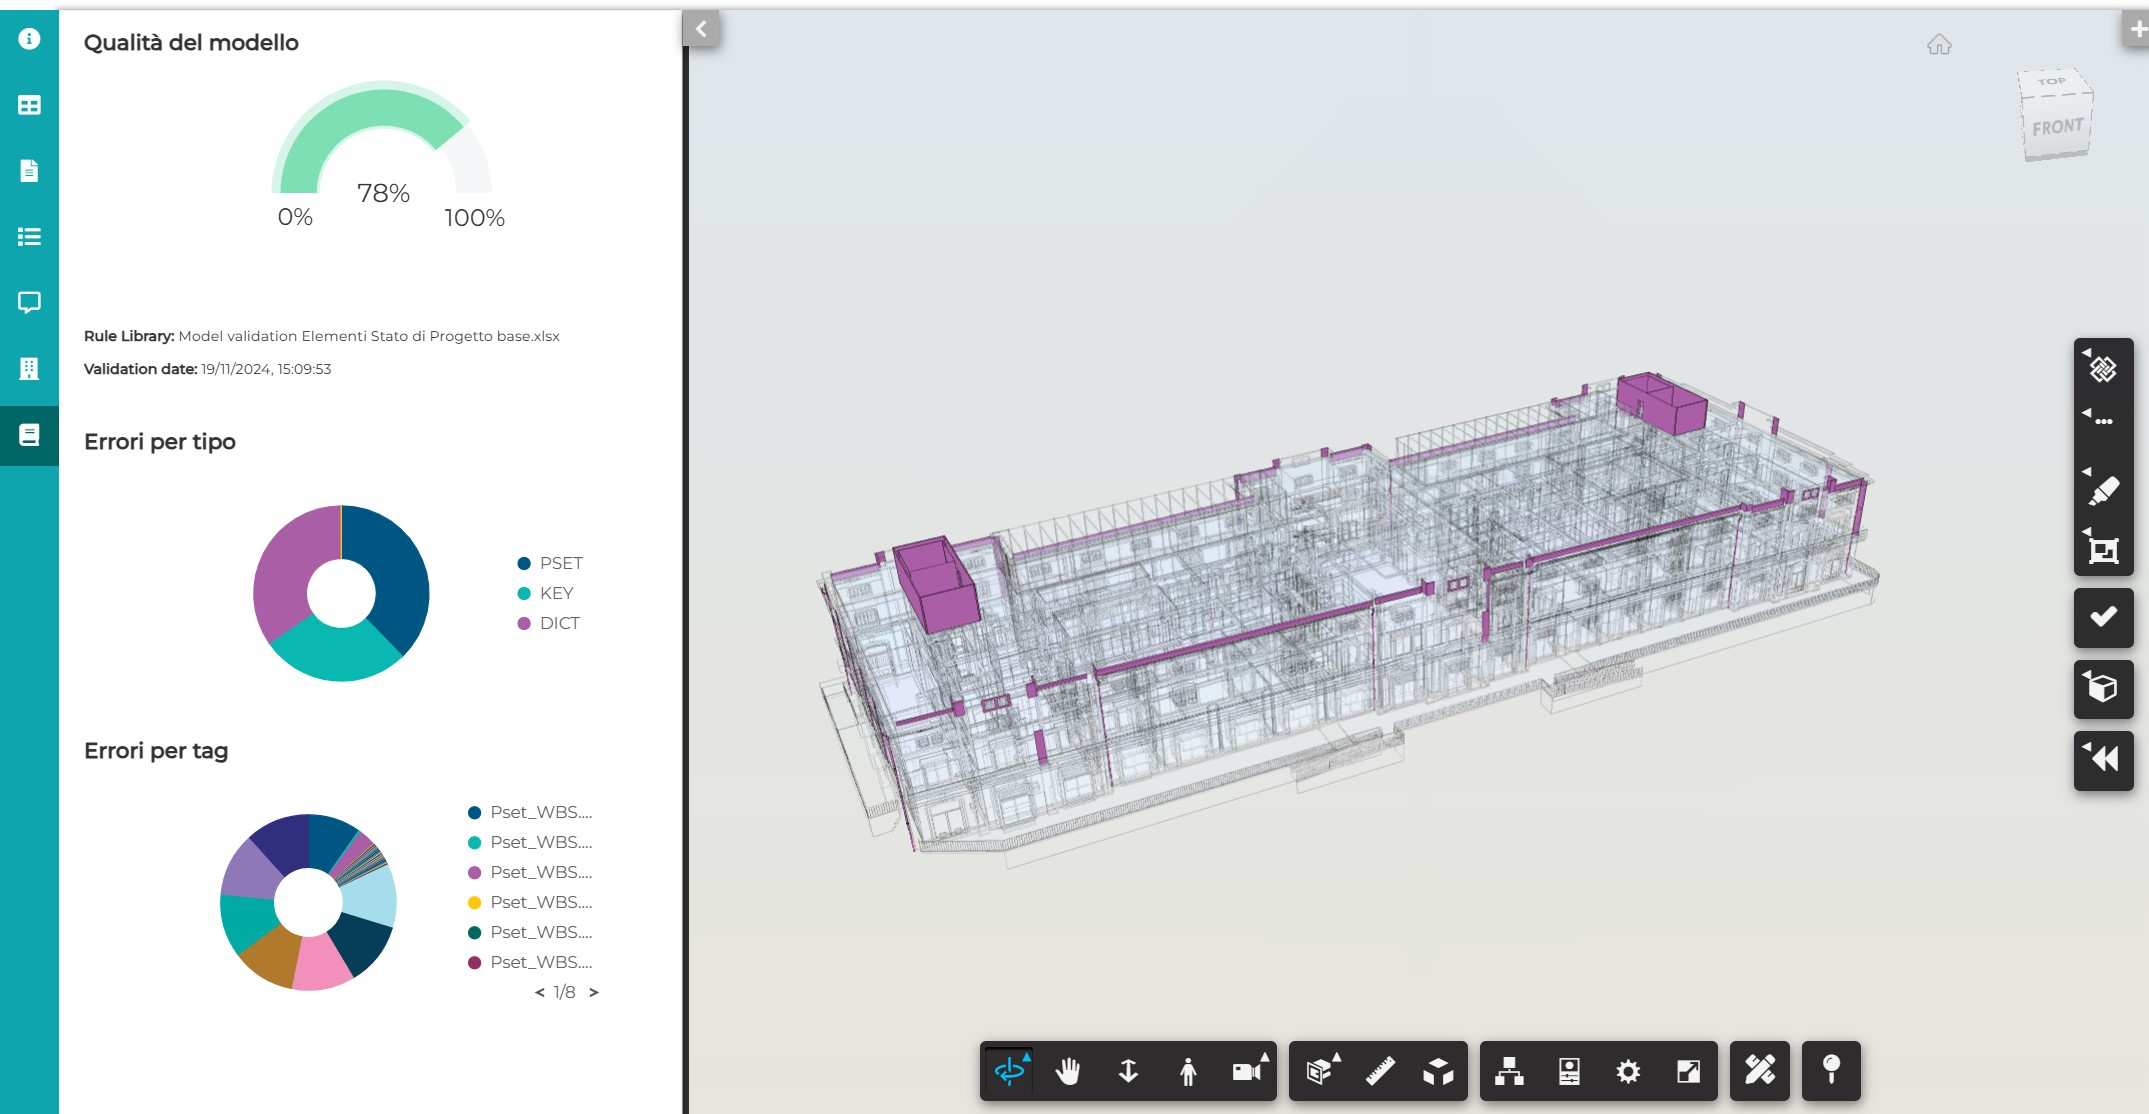 Qualità del modello
78%
0%
100%
Rule Library: Model validation Elementi Stato di Progetto base.xlsx
Validation date: 19/11/2024, 15:09:53
Errori per tipo
PSET
KEY
DICT
Errori per tag
Pset_WBS....
Pset_WBS....
Pset_WBS....
Pset_WBS....
Pset_WBS....
Pset_WBS....
< 1/8 >
TOP
FRONT